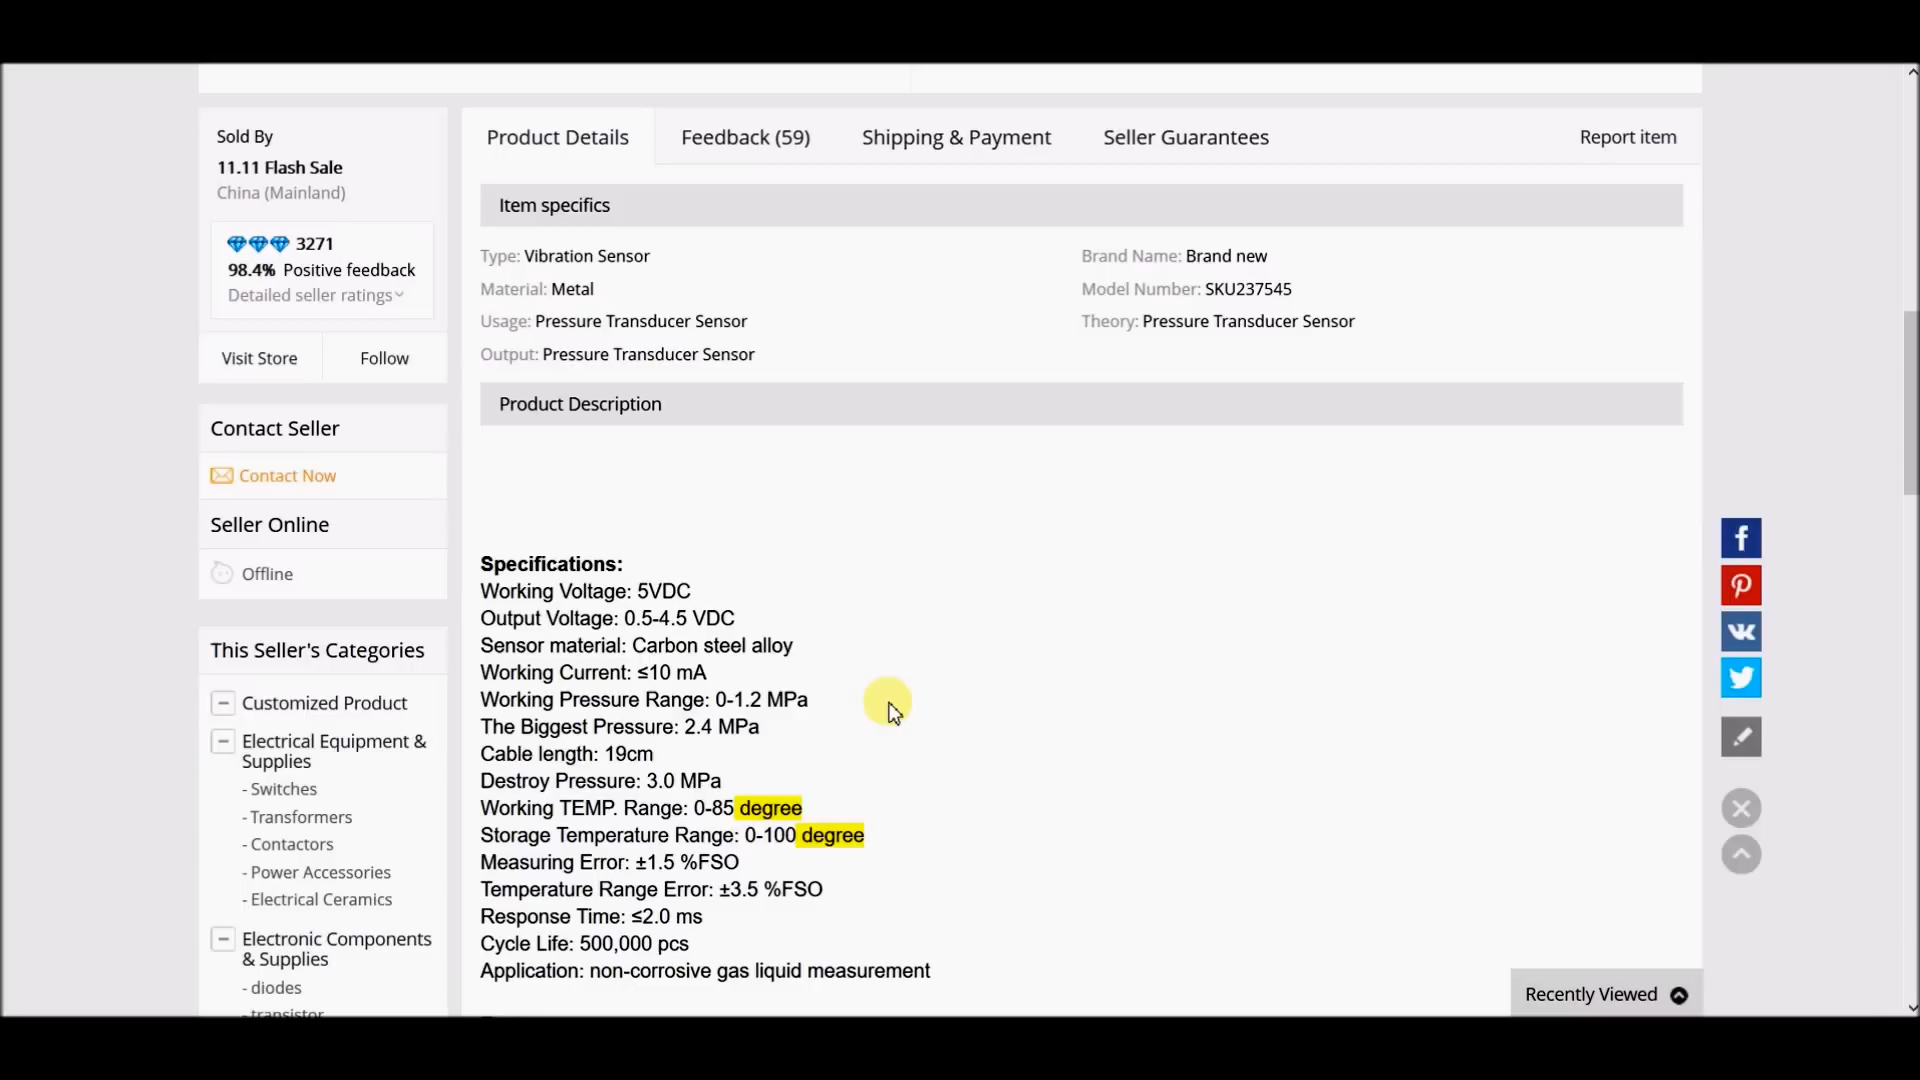 Sold By
11.11 Flash Sale
China (Mainland)
3271
98.4% Positive feedback
Detailed seller ratings
Visit Store
Follow
Contact Seller
Contact Now
Seller Online
Offline
This Seller's Categories
Customized Product
Electrical Equipment &
Supplies
- Switches
- Transformers
- Contactors
- Power Accessories
- Electrical Ceramics
Electronic Components
& Supplies
- diodes
- transistor
Product Details
Feedback (59)
Shipping & Payment
Seller Guarantees
Report item
Item specifics
Type: Vibration Sensor
Brand Name: Brand new
Material: Metal
Model Number: SKU237545
Usage: Pressure Transducer Sensor
Theory: Pressure Transducer Sensor
Output: Pressure Transducer Sensor
Product Description
Specifications:
Working Voltage: 5VDC
Output Voltage: 0.5-4.5 VDC
Sensor material: Carbon steel alloy
Working Current: ≤10 mA
Working Pressure Range: 0-1.2 MPa
The Biggest Pressure: 2.4 MPa
Cable length: 19cm
Destroy Pressure: 3.0 MPa
Working TEMP. Range: 0-85 degree
Storage Temperature Range: 0-100 degree
Measuring Error: ±1.5 %FSO
Temperature Range Error: ±3.5 %FSO
Response Time: ≤2.0 ms
Cycle Life: 500,000 pcs
Application: non-corrosive gas liquid measurement
Recently Viewed